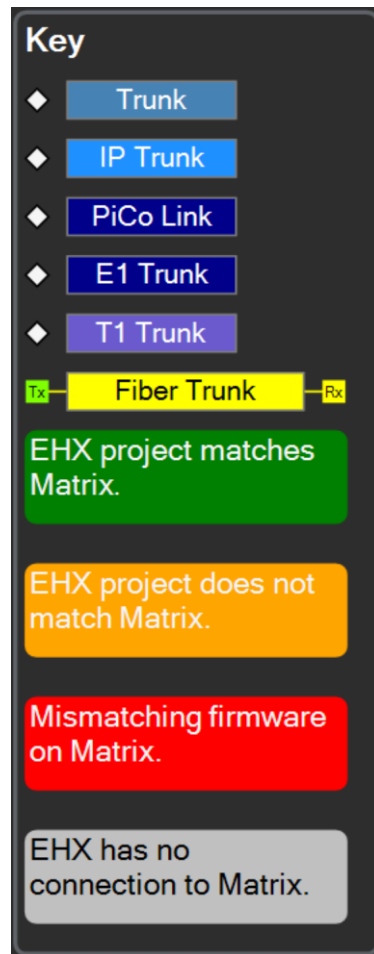 Key
Trunk
IP Trunk
PiCo Link
E1 Trunk
T1 Trunk
Tx Fiber Trunk Rx
EHX project matches
Matrix.
EHX project does not
match Matrix.
Mismatching firmware
on Matrix.
EHX has no
connection to Matrix.